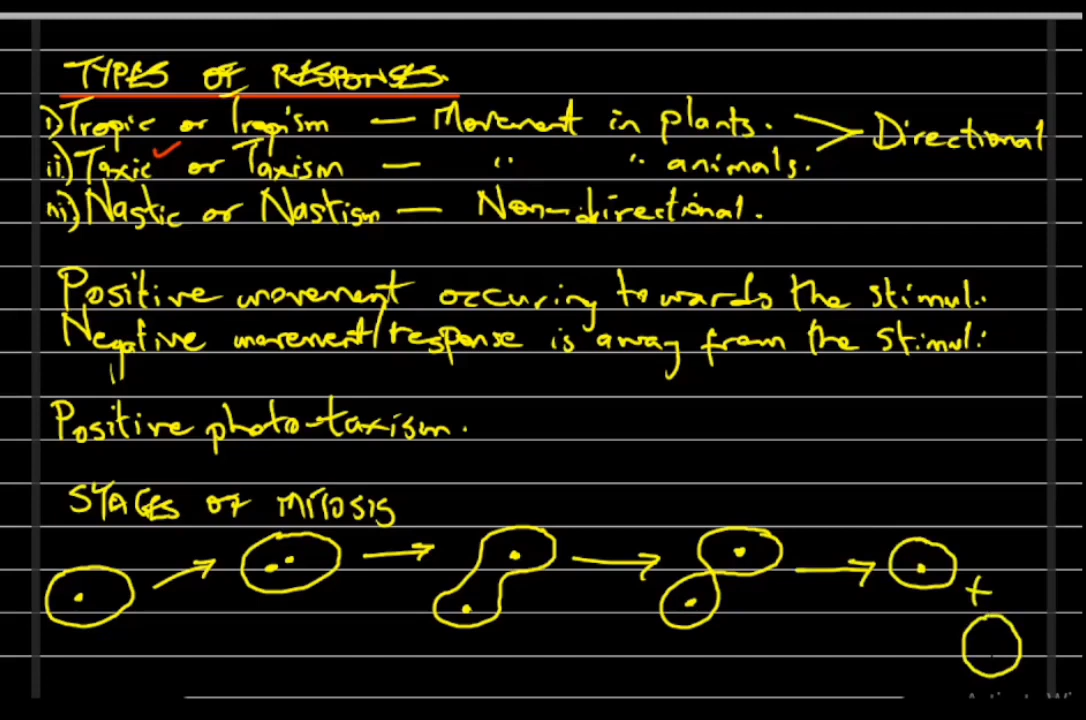 TYPES OF RESPONSES.
i) Tropic or Tropism — Movement in plants.
ii) Taxic or Taxism — " " animals.
Directional
iii) Nastic or Nastism — Non-directional.
Positive movement occuring towards the stimuli.
Negative movement/response is away from the stimuli
Positive photo-taxism.
STAGES OF MITOSIS
+